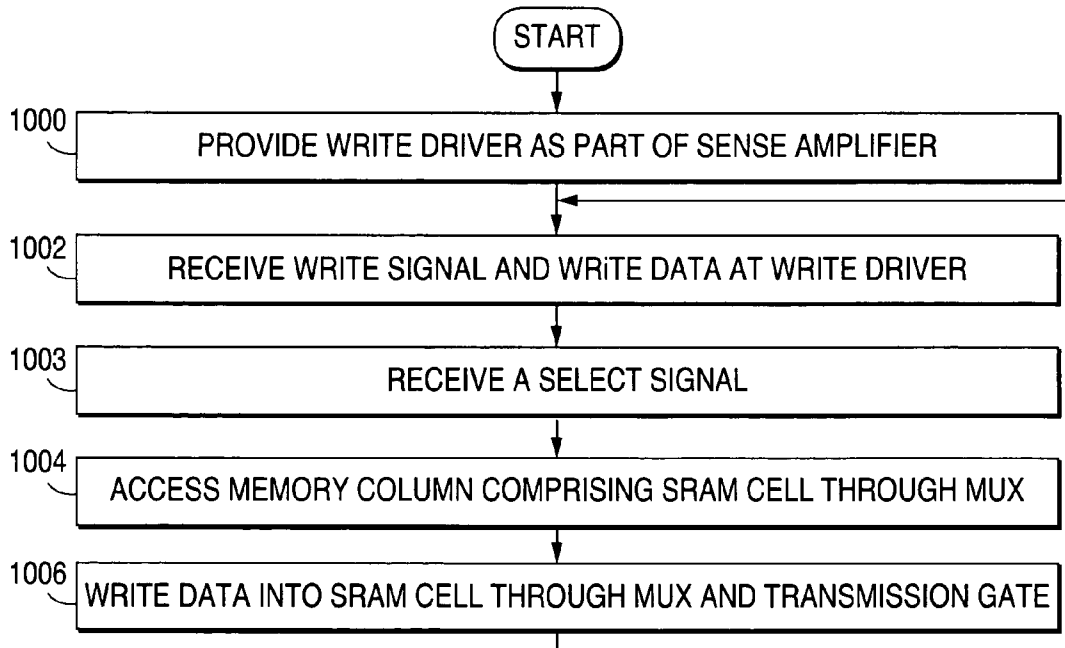 START
1000
PROVIDE WRITE DRIVER AS PART OF SENSE AMPLIFIER
1002
RECEIVE WRITE SIGNAL AND WRiTE DATA AT WRITE DRIVER
1003
RECEIVE A SELECT SIGNAL
1004
ACCESS MEMORY COLUMN COMPRISING SRAM CELL THROUGH MUX
1006
WRITE DATA INTO SRAM CELL THROUGH MUX AND TRANSMISSION GATE